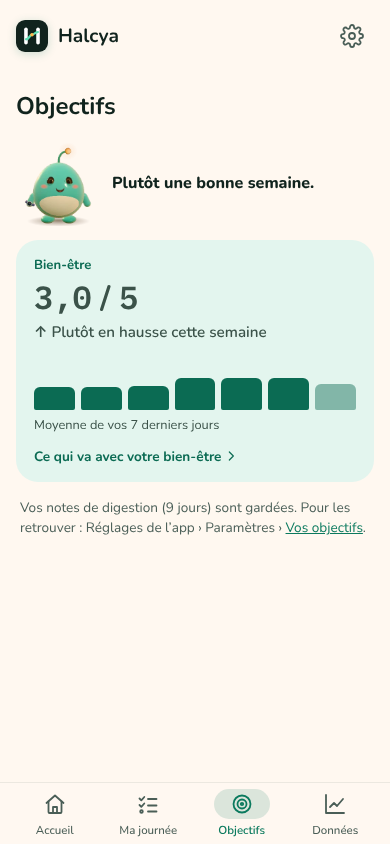 Halcya
Objectifs
Plutôt une bonne semaine.
Bien-être
3,0 / 5
↑ Plutôt en hausse cette semaine
Moyenne de vos 7 derniers jours
Ce qui va avec votre bien-être ›
Vos notes de digestion (9 jours) sont gardées. Pour les
retrouver : Réglages de l’app › Paramètres › Vos objectifs.
Accueil
Ma journée
Objectifs
Données